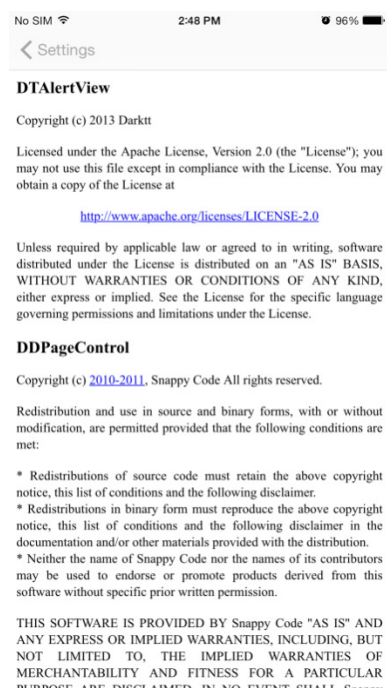 No SIM 2:48 PM 96%
Settings
DTAlertView
Copyright (c) 2013 Darktt
Licensed under the Apache License, Version 2.0 (the "License"); you
may not use this file except in compliance with the License. You may
obtain a copy of the License at
http://www.apache.org/licenses/LICENSE-2.0
Unless required by applicable law or agreed to in writing, software
distributed under the License is distributed on an "AS IS" BASIS,
WITHOUT WARRANTIES OR CONDITIONS OF ANY KIND,
either express or implied. See the License for the specific language
governing permissions and limitations under the License.
DDPageControl
Copyright (c) 2010-2011, Snappy Code All rights reserved.
Redistribution and use in source and binary forms, with or without
modification, are permitted provided that the following conditions are
met:
* Redistributions of source code must retain the above copyright
notice, this list of conditions and the following disclaimer.
* Redistributions in binary form must reproduce the above copyright
notice, this list of conditions and the following disclaimer in the
documentation and/or other materials provided with the distribution.
* Neither the name of Snappy Code nor the names of its contributors
may be used to endorse or promote products derived from this
software without specific prior written permission.
THIS SOFTWARE IS PROVIDED BY Snappy Code "AS IS" AND
ANY EXPRESS OR IMPLIED WARRANTIES, INCLUDING, BUT
NOT LIMITED TO, THE IMPLIED WARRANTIES OF
MERCHANTABILITY AND FITNESS FOR A PARTICULAR
PURPOSE ARE DISCLAIMED. IN NO EVENT SHALL Snappy